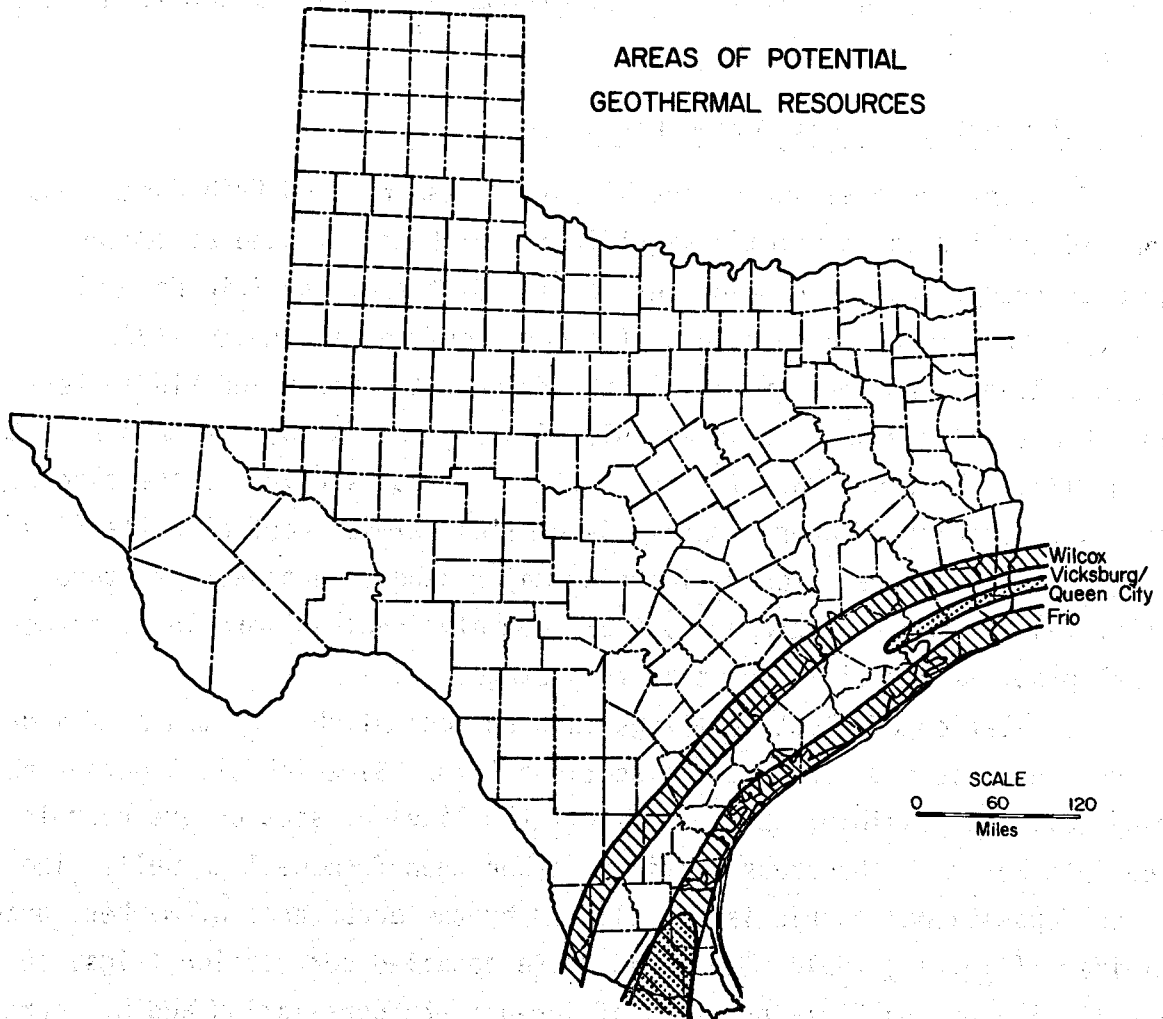 AREAS OF POTENTIAL
GEOTHERMAL RESOURCES
Wilcox
Vicksburg/
Queen City
Frio
SCALE
0 60 120
Miles